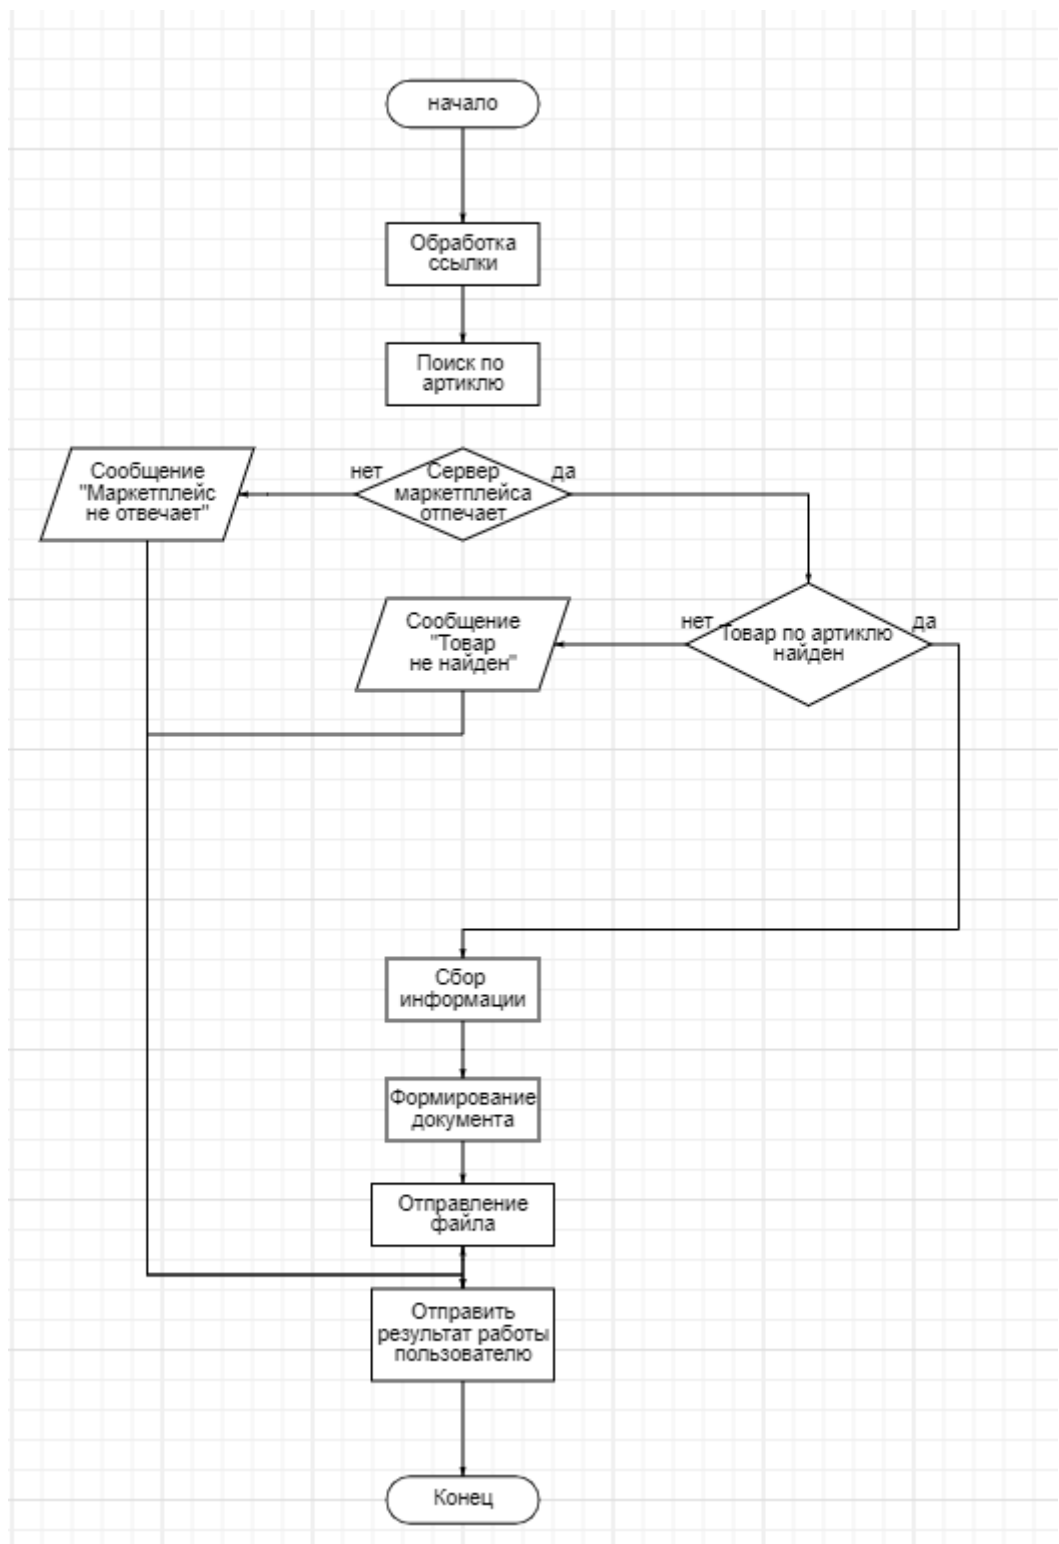 начало
Обработка
ссылки
Поиск по
артиклю
Сообщение
"Маркетплейс
не отвечает"
нет
Сервер
маркетплейса
отпечает
да
Сообщение
"Товар
не найден"
нет
Товар по артиклю
найден
да
Сбор
информации
Формирование
документа
Отправление
файла
Отправить
результат работы
пользователю
Конец